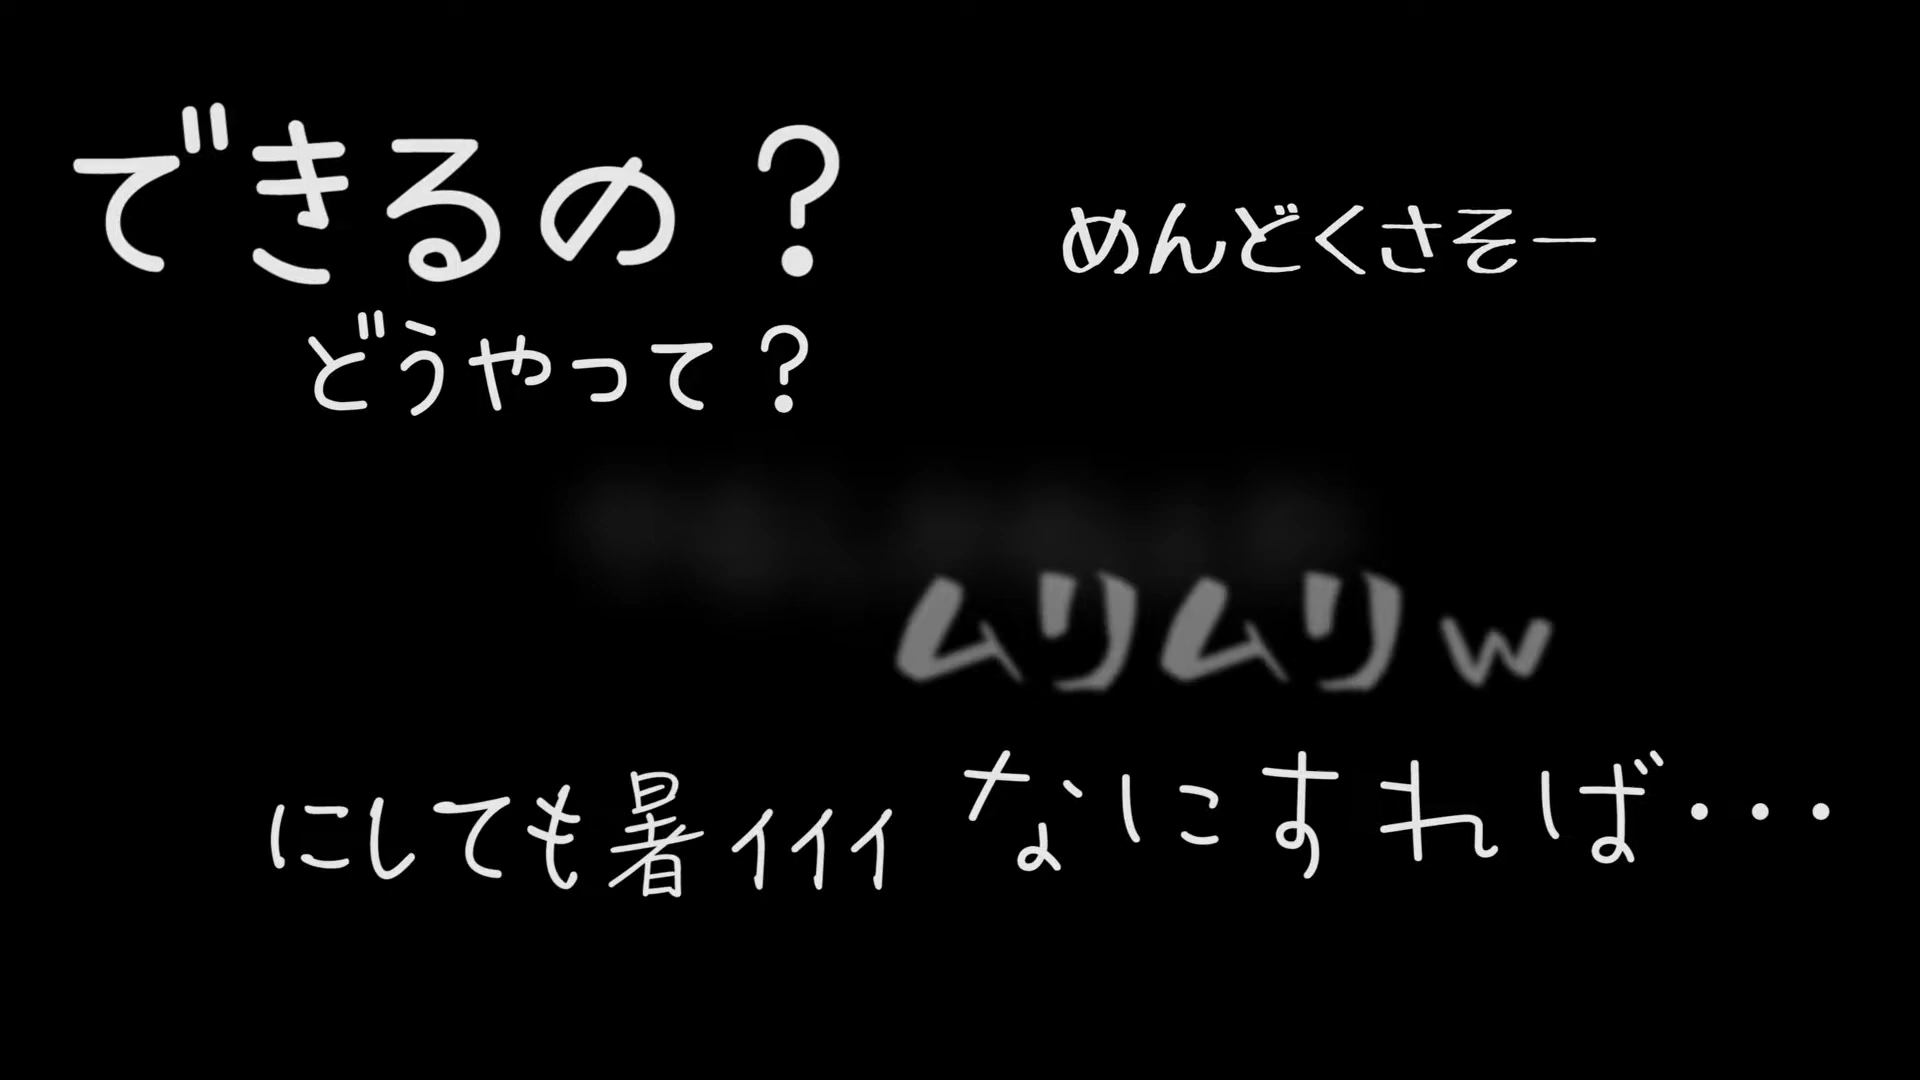 できるの？
めんどくさそー
どうやって？
ムリムリw
なにすれば・・・
にしても暑ィィィ